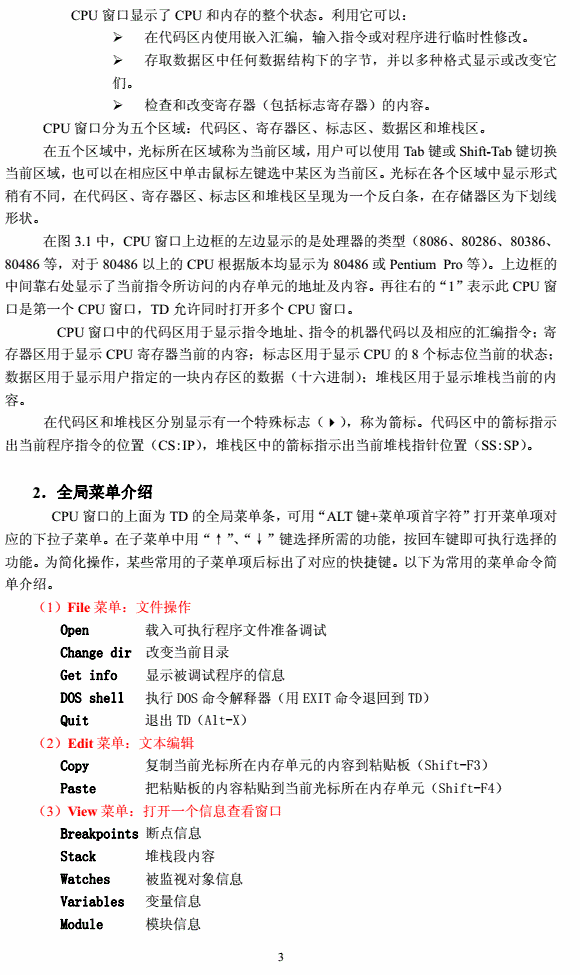 CPU 窗口显示了 CPU 和内存的整个状态。利用它可以：
➢ 在代码区内使用嵌入汇编，输入指令或对程序进行临时性修改。
➢ 存取数据区中任何数据结构下的字节，并以多种格式显示或改变它
们。
➢ 检查和改变寄存器（包括标志寄存器）的内容。
CPU 窗口分为五个区域：代码区、寄存器区、标志区、数据区和堆栈区。
在五个区域中，光标所在区域称为当前区域，用户可以使用 Tab 键或 Shift-Tab 键切换
当前区域，也可以在相应区中单击鼠标左键选中某区为当前区。光标在各个区域中显示形式
稍有不同，在代码区、寄存器区、标志区和堆栈区呈现为一个反白条，在存储器区为下划线
形状。
在图 3.1 中，CPU 窗口上边框的左边显示的是处理器的类型（8086、80286、80386、
80486 等，对于 80486 以上的 CPU 根据版本均显示为 80486 或 Pentium Pro 等）。上边框的
中间靠右处显示了当前指令所访问的内存单元的地址及内容。再往右的“1”表示此 CPU 窗
口是第一个 CPU 窗口，TD 允许同时打开多个 CPU 窗口。
CPU 窗口中的代码区用于显示指令地址、指令的机器代码以及相应的汇编指令；寄
存器区用于显示 CPU 寄存器当前的内容；标志区用于显示 CPU 的 8 个标志位当前的状态；
数据区用于显示用户指定的一块内存区的数据（十六进制）；堆栈区用于显示堆栈当前的内
容。
在代码区和堆栈区分别显示有一个特殊标志（▶），称为箭标。代码区中的箭标指示
出当前程序指令的位置（CS:IP），堆栈区中的箭标指示出当前堆栈指针位置（SS:SP）。
2．全局菜单介绍
CPU 窗口的上面为 TD 的全局菜单条，可用“ALT 键+菜单项首字符”打开菜单项对
应的下拉子菜单。在子菜单中用“↑”、“↓”键选择所需的功能，按回车键即可执行选择的
功能。为简化操作，某些常用的子菜单项后标出了对应的快捷键。以下为常用的菜单命令简
单介绍。
（1）File 菜单：文件操作
Open 载入可执行程序文件准备调试
Change dir 改变当前目录
Get info 显示被调试程序的信息
DOS shell 执行 DOS 命令解释器（用 EXIT 命令退回到 TD）
Quit 退出 TD（Alt-X）
（2）Edit 菜单：文本编辑
Copy 复制当前光标所在内存单元的内容到粘贴板（Shift-F3）
Paste 把粘贴板的内容粘贴到当前光标所在内存单元（Shift-F4）
（3）View 菜单：打开一个信息查看窗口
Breakpoints 断点信息
Stack 堆栈段内容
Watches 被监视对象信息
Variables 变量信息
Module 模块信息
3